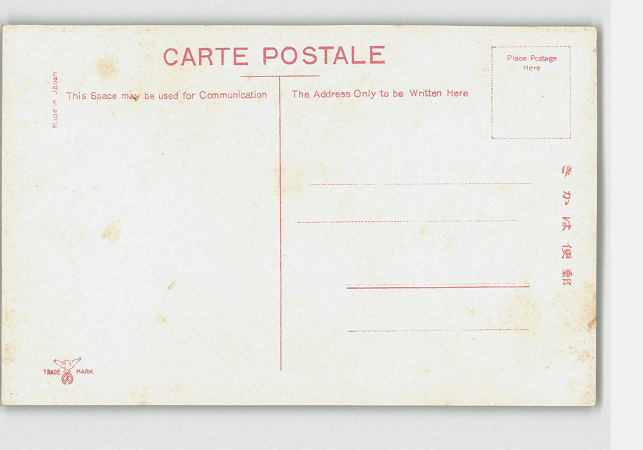 CARTE POSTALE
Made in Japan
This Space may be used for Communication
The Address Only to be Written Here
Place Postage
Here
きかは便郵
TRADE MARK